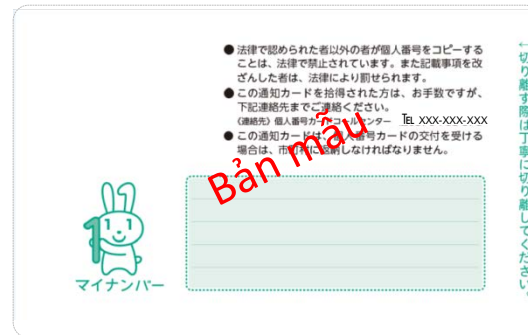 ●法律で認められた者以外の者が個人番号をコピーする
ことは、法律で禁止されています。また記載事項を改
ざんした者は、法律により罰せられます。
●この通知カードを拾得された方は、お手数ですが、
下記連絡先までご連絡ください。
《連絡先》個人番号カードコールセンター TEL XXX-XXX-XXX
●この通知カードは、個人番号カードの交付を受ける
場合は、市町村に返納しなければなりません。
Bản mẫu
1
マイナンバー
←切り離す際は丁寧に切り離してください。